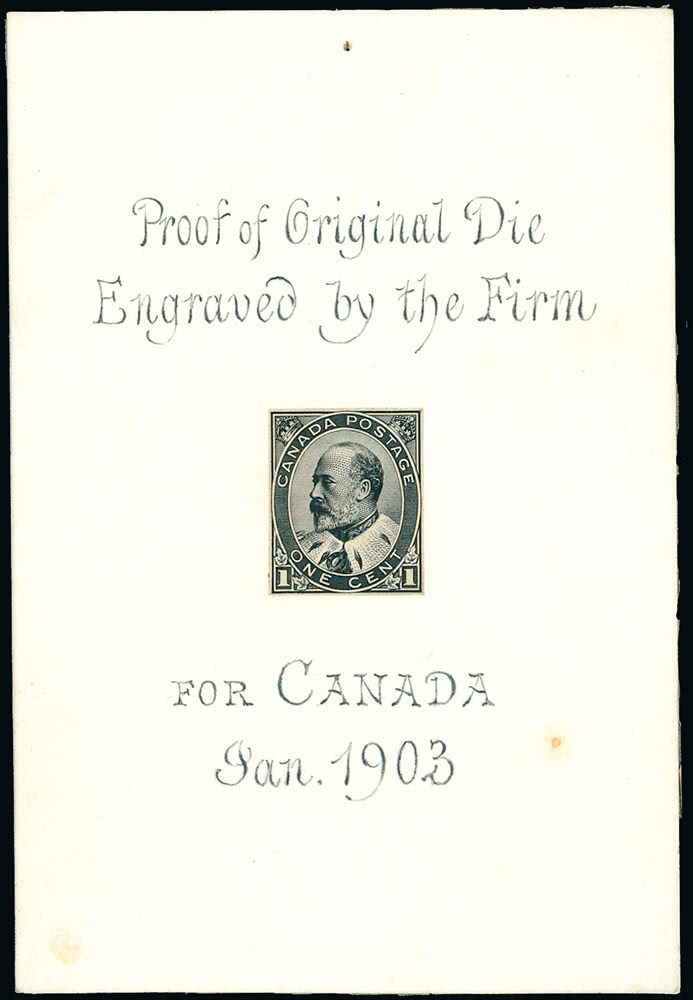 Proof of Original Die
Engraved by the Firm
CANADA POSTAGE
ONE CENT
1 1
FOR CANADA
Jan. 1903